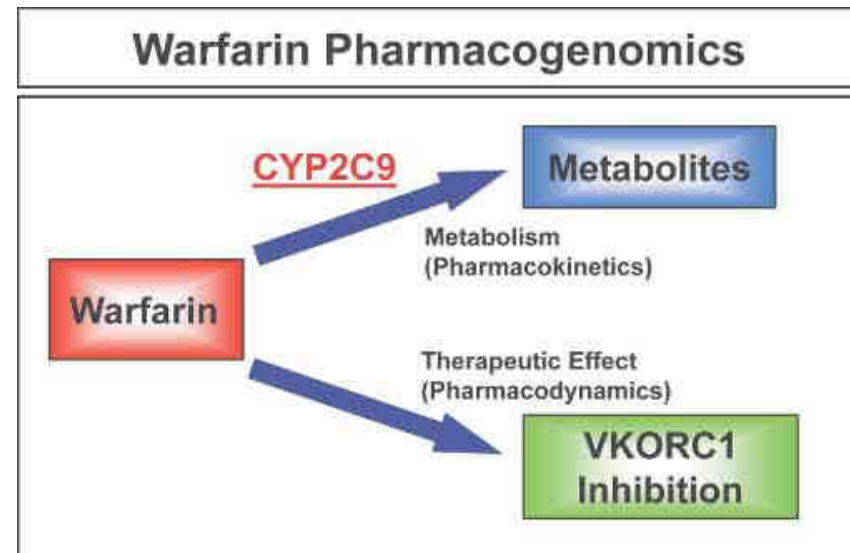 Warfarin Pharmacogenomics
CYP2C9
Metabolites
Metabolism
(Pharmacokinetics)
Warfarin
Therapeutic Effect
(Pharmacodynamics)
VKORC1
Inhibition